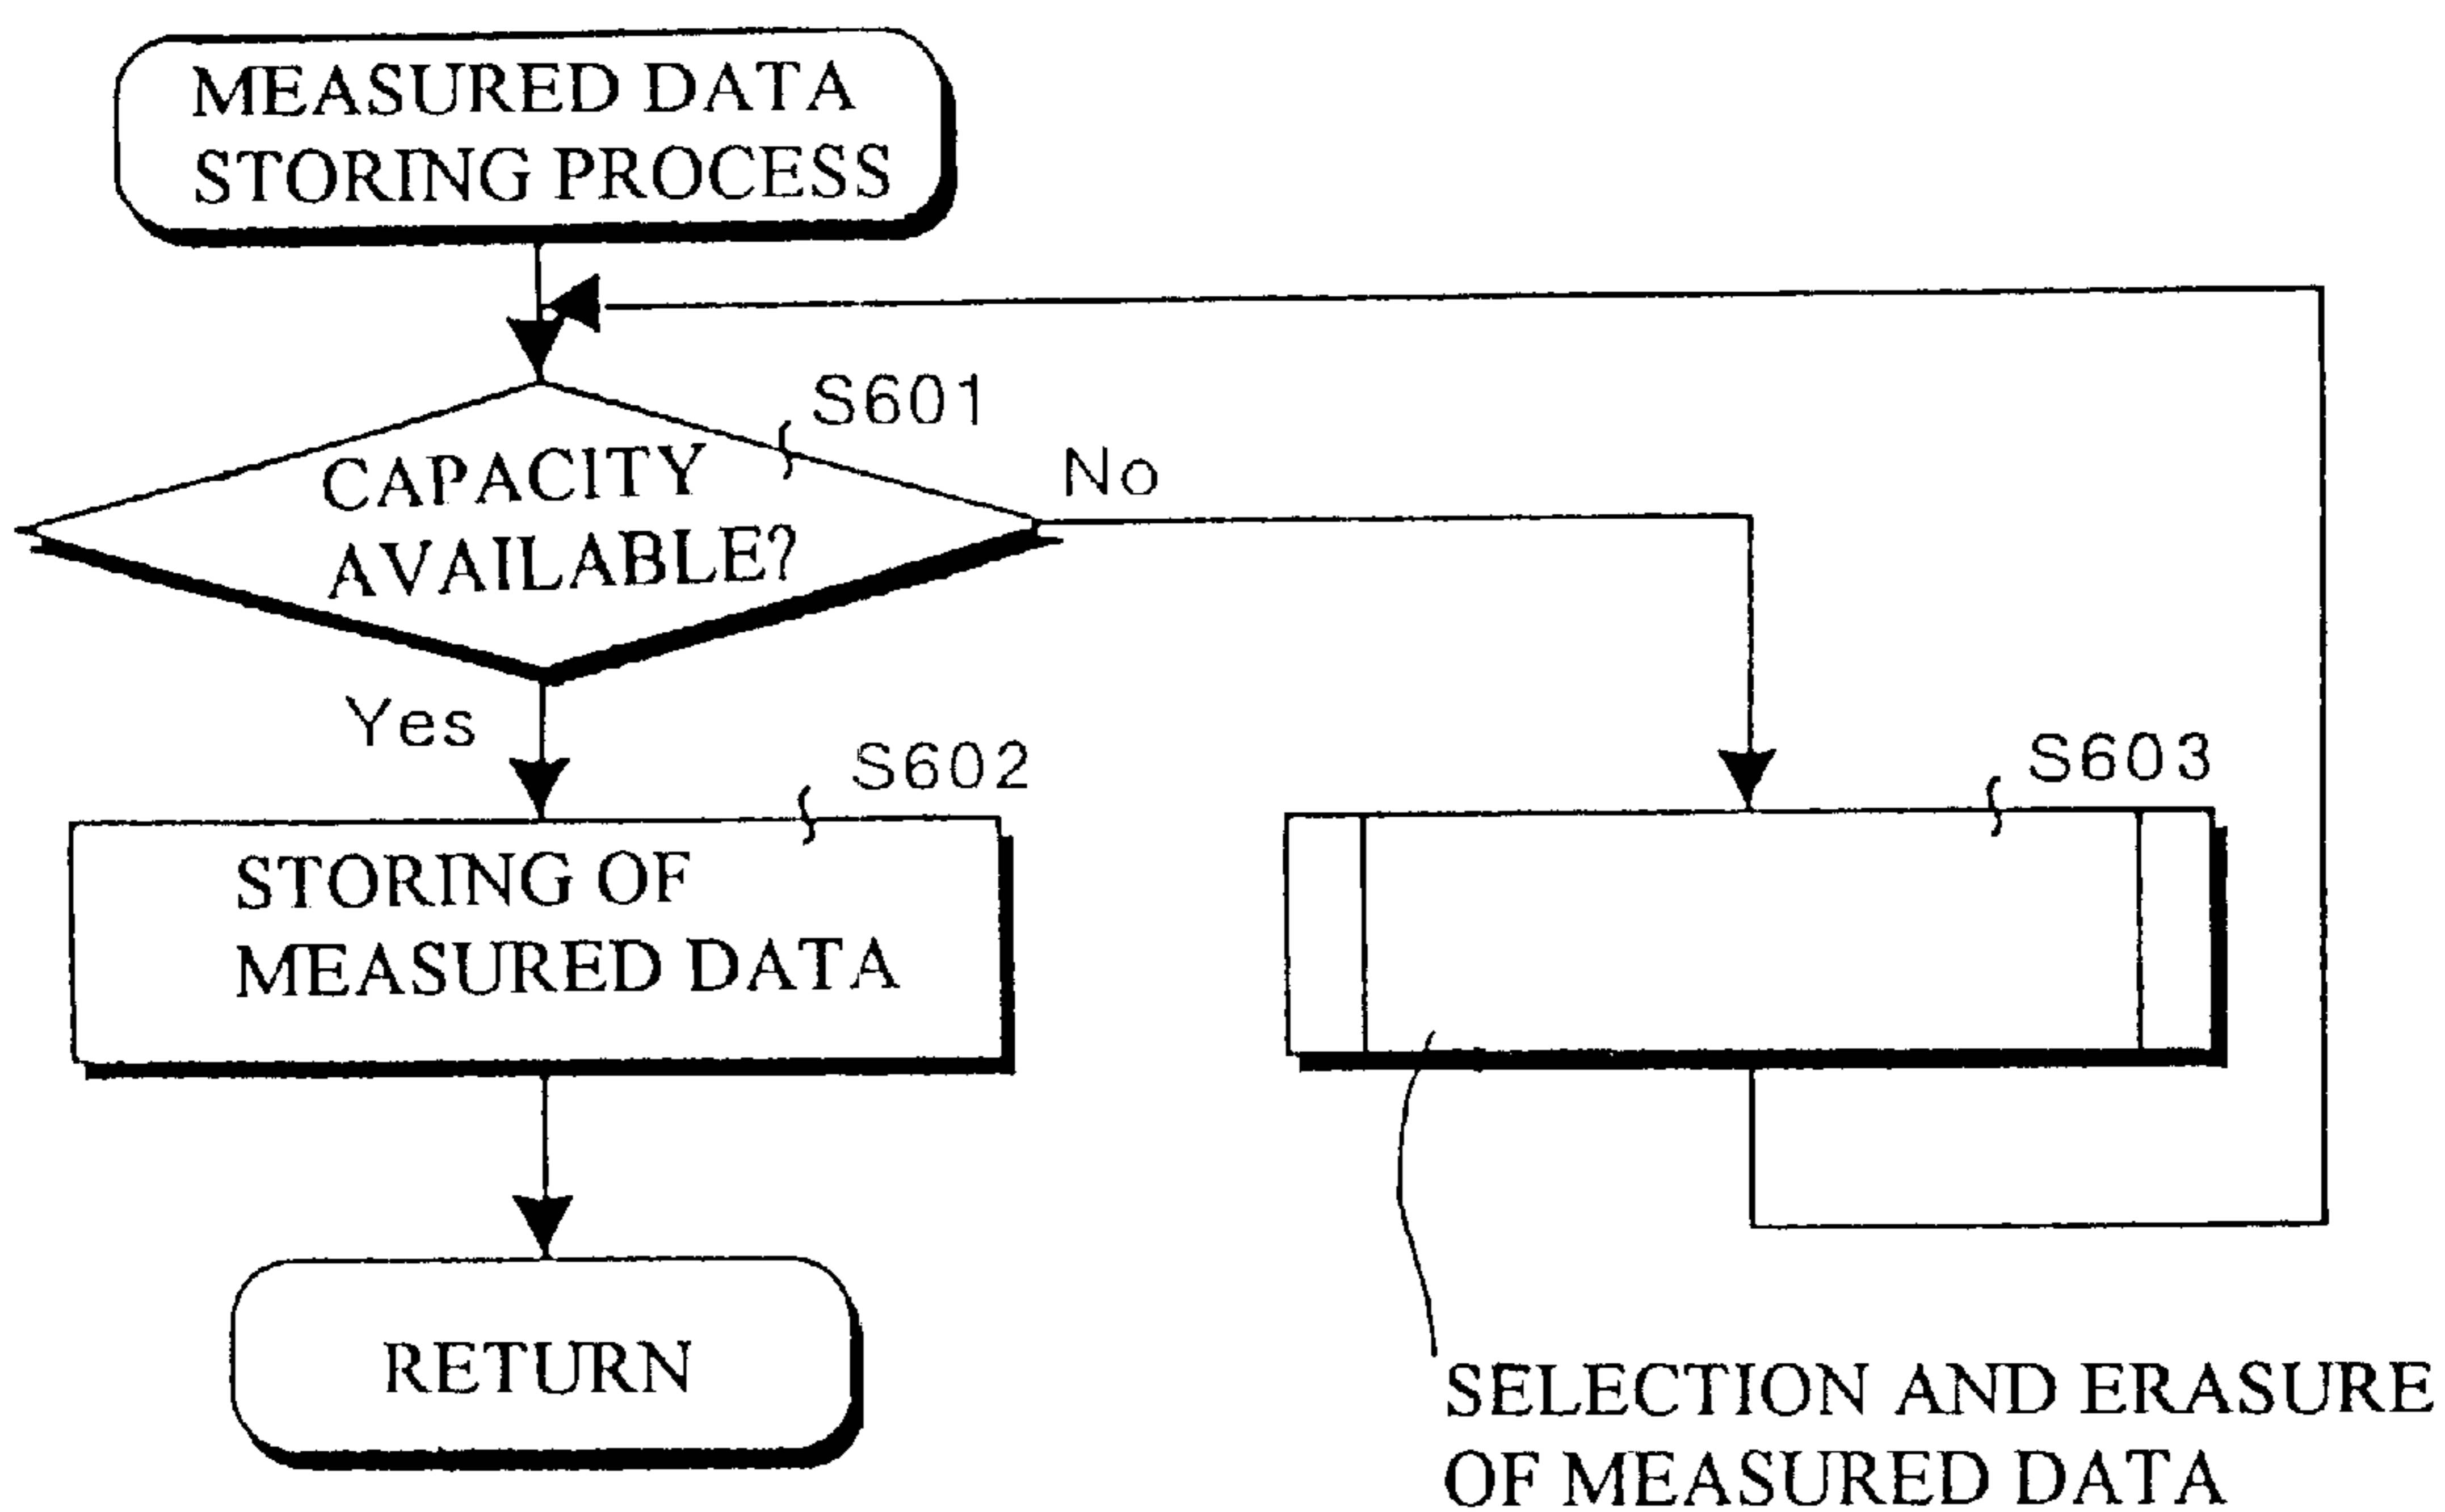 MEASURED DATA
STORING PROCESS
S601
CAPACITY
AVAILABLE?
No
Yes
S602
STORING OF
MEASURED DATA
S603
RETURN
SELECTION AND ERASURE
OF MEASURED DATA